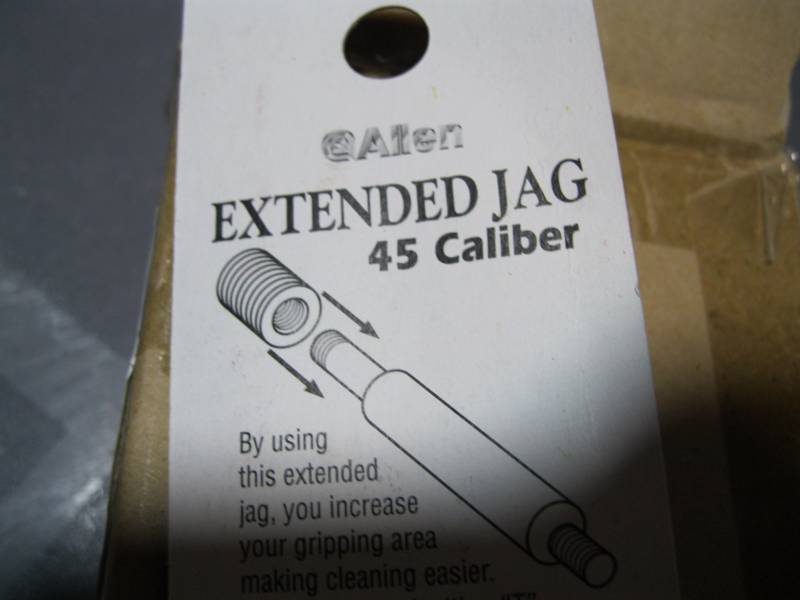 Allen
EXTENDED JAG
45 Caliber
By using
this extended
jag, you increase
your gripping area
making cleaning easier.
"T"